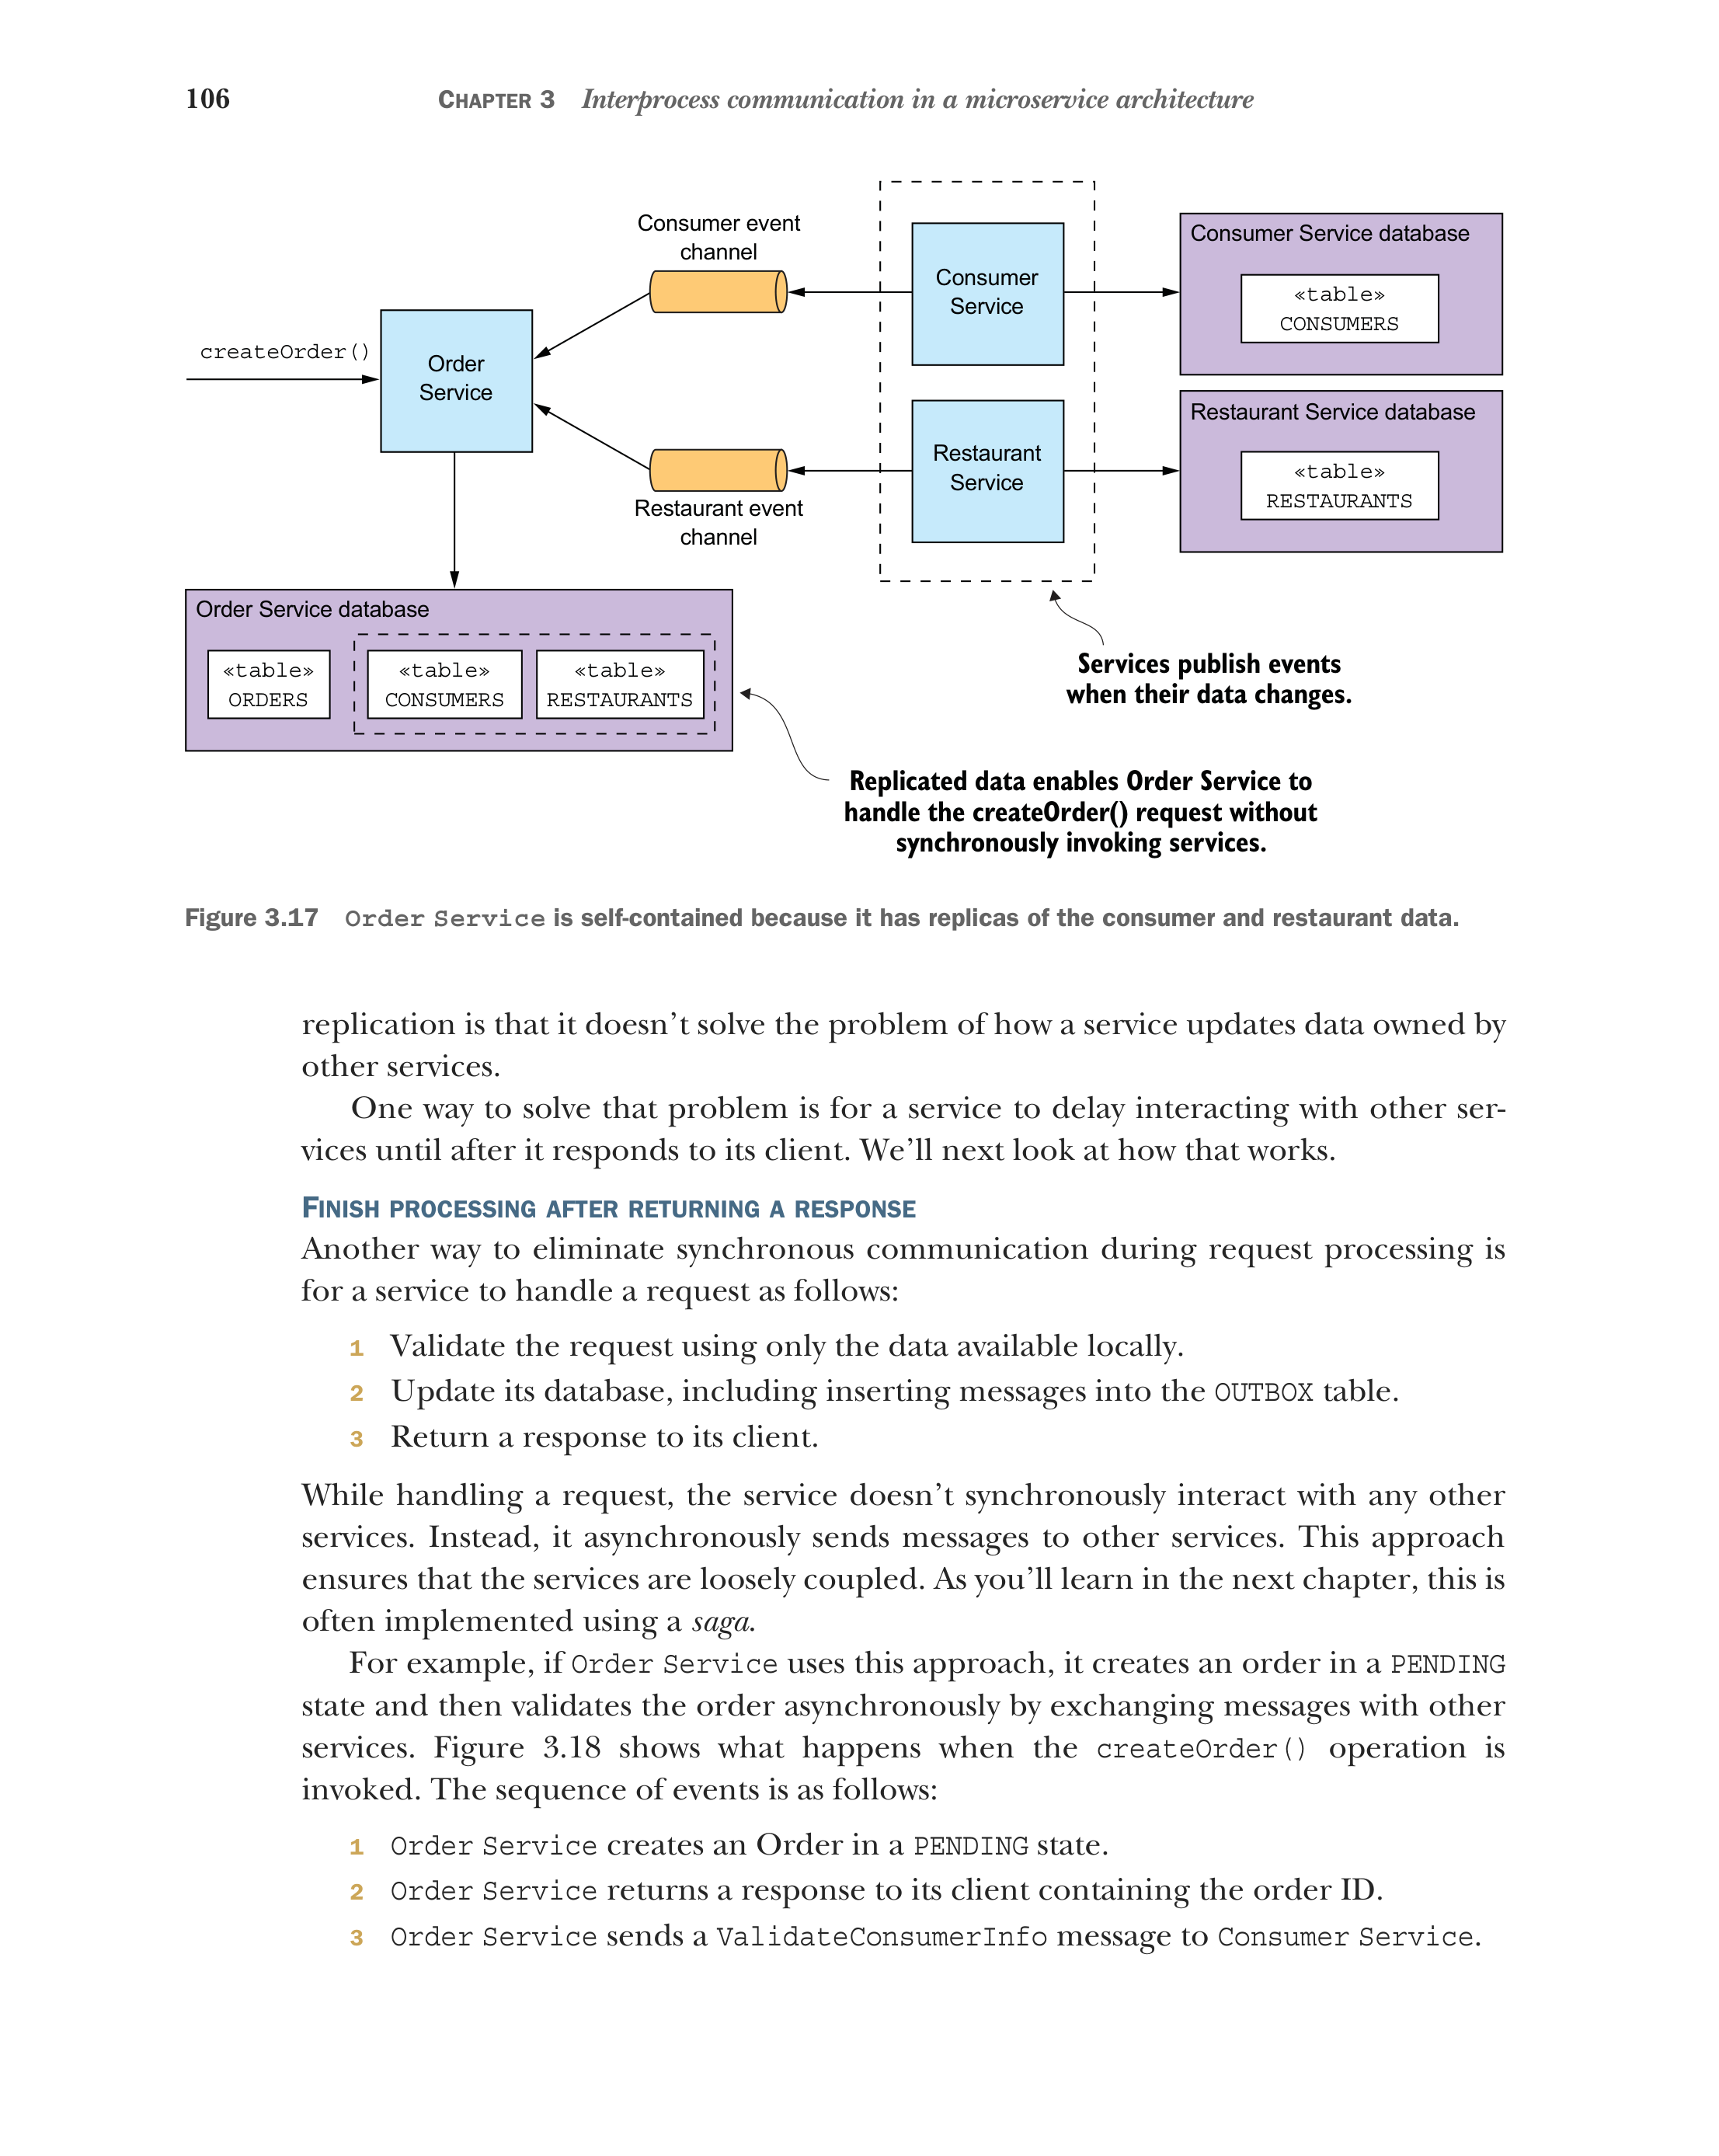 106 CHAPTER 3 Interprocess communication in a microservice architecture
Consumer event
channel
Consumer
Service
Consumer Service database
«table»
CONSUMERS
createOrder()
Order
Service
Restaurant
Service
Restaurant Service database
«table»
RESTAURANTS
Restaurant event
channel
Order Service database
«table»
ORDERS
«table»
CONSUMERS
«table»
RESTAURANTS
Services publish events
when their data changes.
Replicated data enables Order Service to
handle the createOrder() request without
synchronously invoking services.
Figure 3.17 Order Service is self-contained because it has replicas of the consumer and restaurant data.
replication is that it doesn’t solve the problem of how a service updates data owned by
other services.
One way to solve that problem is for a service to delay interacting with other ser-
vices until after it responds to its client. We’ll next look at how that works.
FINISH PROCESSING AFTER RETURNING A RESPONSE
Another way to eliminate synchronous communication during request processing is
for a service to handle a request as follows:
1 Validate the request using only the data available locally.
2 Update its database, including inserting messages into the OUTBOX table.
3 Return a response to its client.
While handling a request, the service doesn’t synchronously interact with any other
services. Instead, it asynchronously sends messages to other services. This approach
ensures that the services are loosely coupled. As you’ll learn in the next chapter, this is
often implemented using a saga.
For example, if Order Service uses this approach, it creates an order in a PENDING
state and then validates the order asynchronously by exchanging messages with other
services. Figure 3.18 shows what happens when the createOrder() operation is
invoked. The sequence of events is as follows:
1 Order Service creates an Order in a PENDING state.
2 Order Service returns a response to its client containing the order ID.
3 Order Service sends a ValidateConsumerInfo message to Consumer Service.